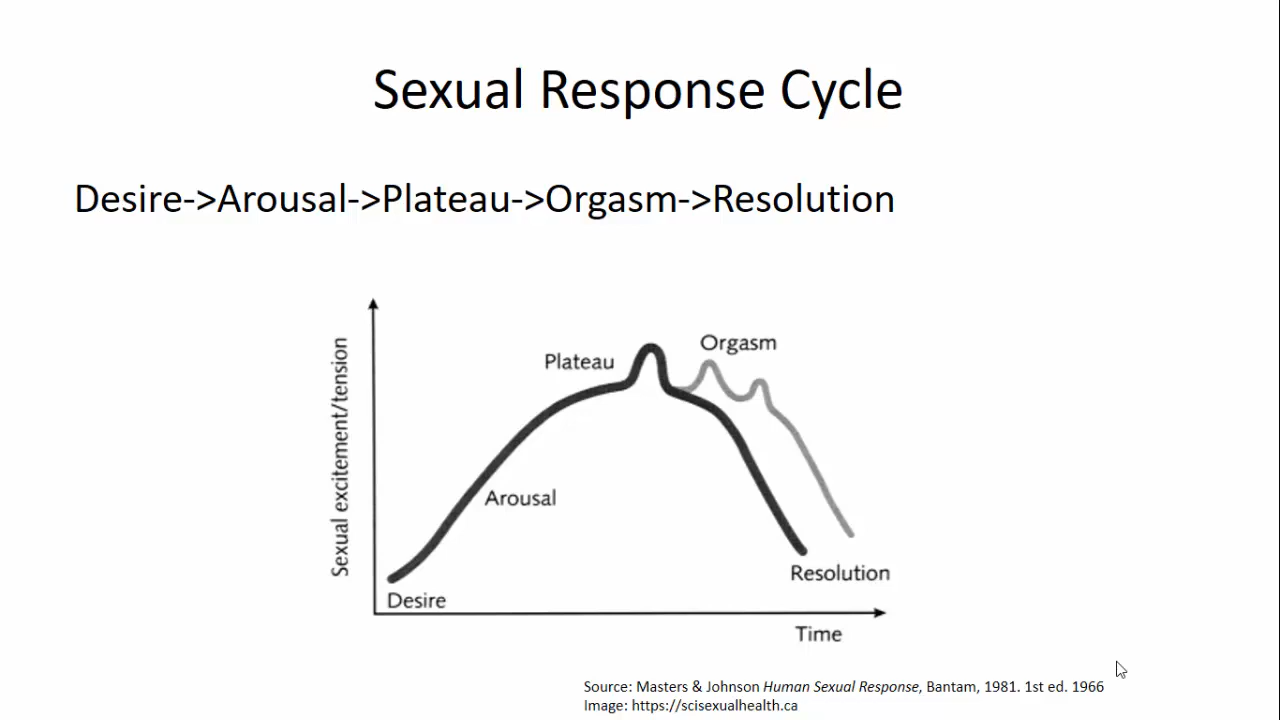 Sexual Response Cycle
Desire->Arousal->Plateau->Orgasm->Resolution
Sexual excitement/tension
Plateau
Orgasm
Arousal
Desire
Resolution
Time
Source: Masters & Johnson Human Sexual Response, Bantam, 1981. 1st ed. 1966
Image: https://scisexualhealth.ca